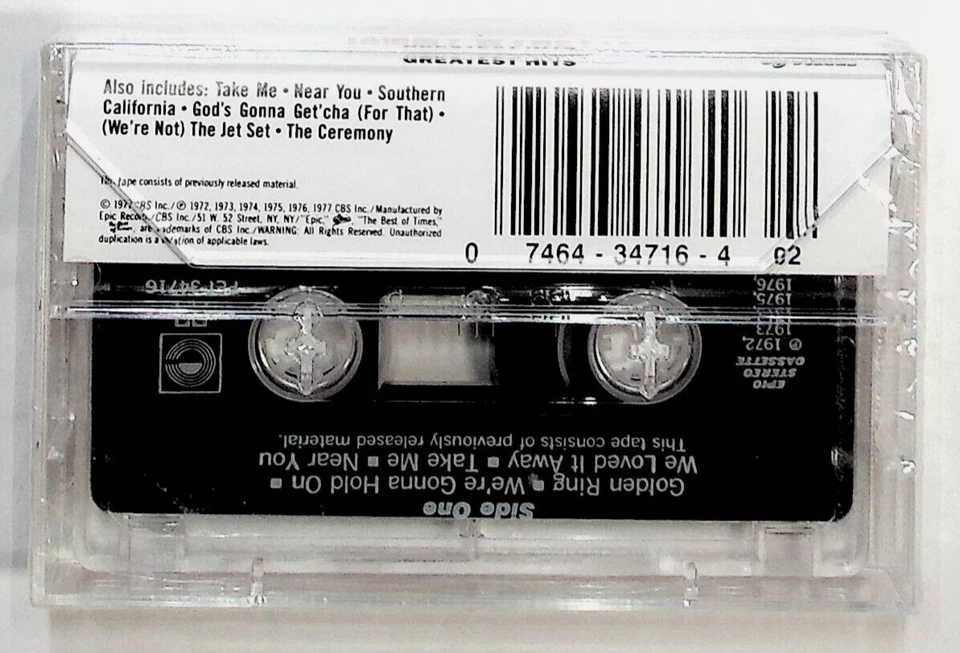 GREATEST HITS
Also includes: Take Me • Near You • Southern
California • God's Gonna Get'cha (For That) •
(We're Not) The Jet Set • The Ceremony
This tape consists of previously released material.
© 1977 CBS Inc./℗ 1972, 1973, 1974, 1975, 1976, 1977 CBS Inc./Manufactured by
Epic Records/CBS Inc./51 W. 52 Street, NY, NY/"Epic," "The Best of Times,"
are trademarks of CBS Inc./WARNING: All Rights Reserved. Unauthorized
duplication is a violation of applicable laws.
0 7464 - 34716 - 4 02
Side One
Golden Ring ■ We're Gonna Hold On ■
We Loved It Away ■ Take Me ■ Near You
This tape consists of previously released material.
EPIC
STEREO
CASSETTE
℗ 1972,
1973
1975,
1976
PET 34716